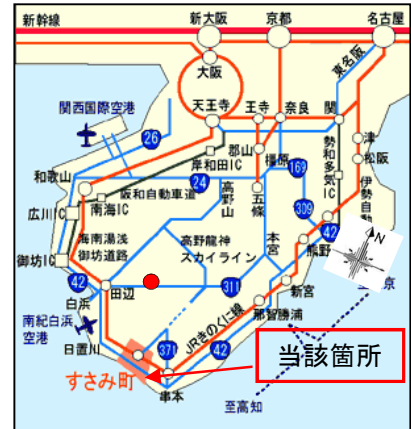 新幹線
新大阪
京都
名古屋
大阪
東名阪
関西国際空港
天王寺
王寺
奈良
関
26
岸和田IC
郡山
橿原
169
勢和多気IC
津
松阪
和歌山
阪和自動車道
24
高野山
五條
309
伊勢自動
広川IC
南海IC
海南湯浅
御坊道路
高野龍神
スカイライン
本宮
熊野
42
N
御坊IC
42
白浜
田辺
311
新宮
至
京
南紀白浜
空港
日置川
371
JRきのくに線
那智勝浦
42
当該箇所
すさみ町
串本
至高知